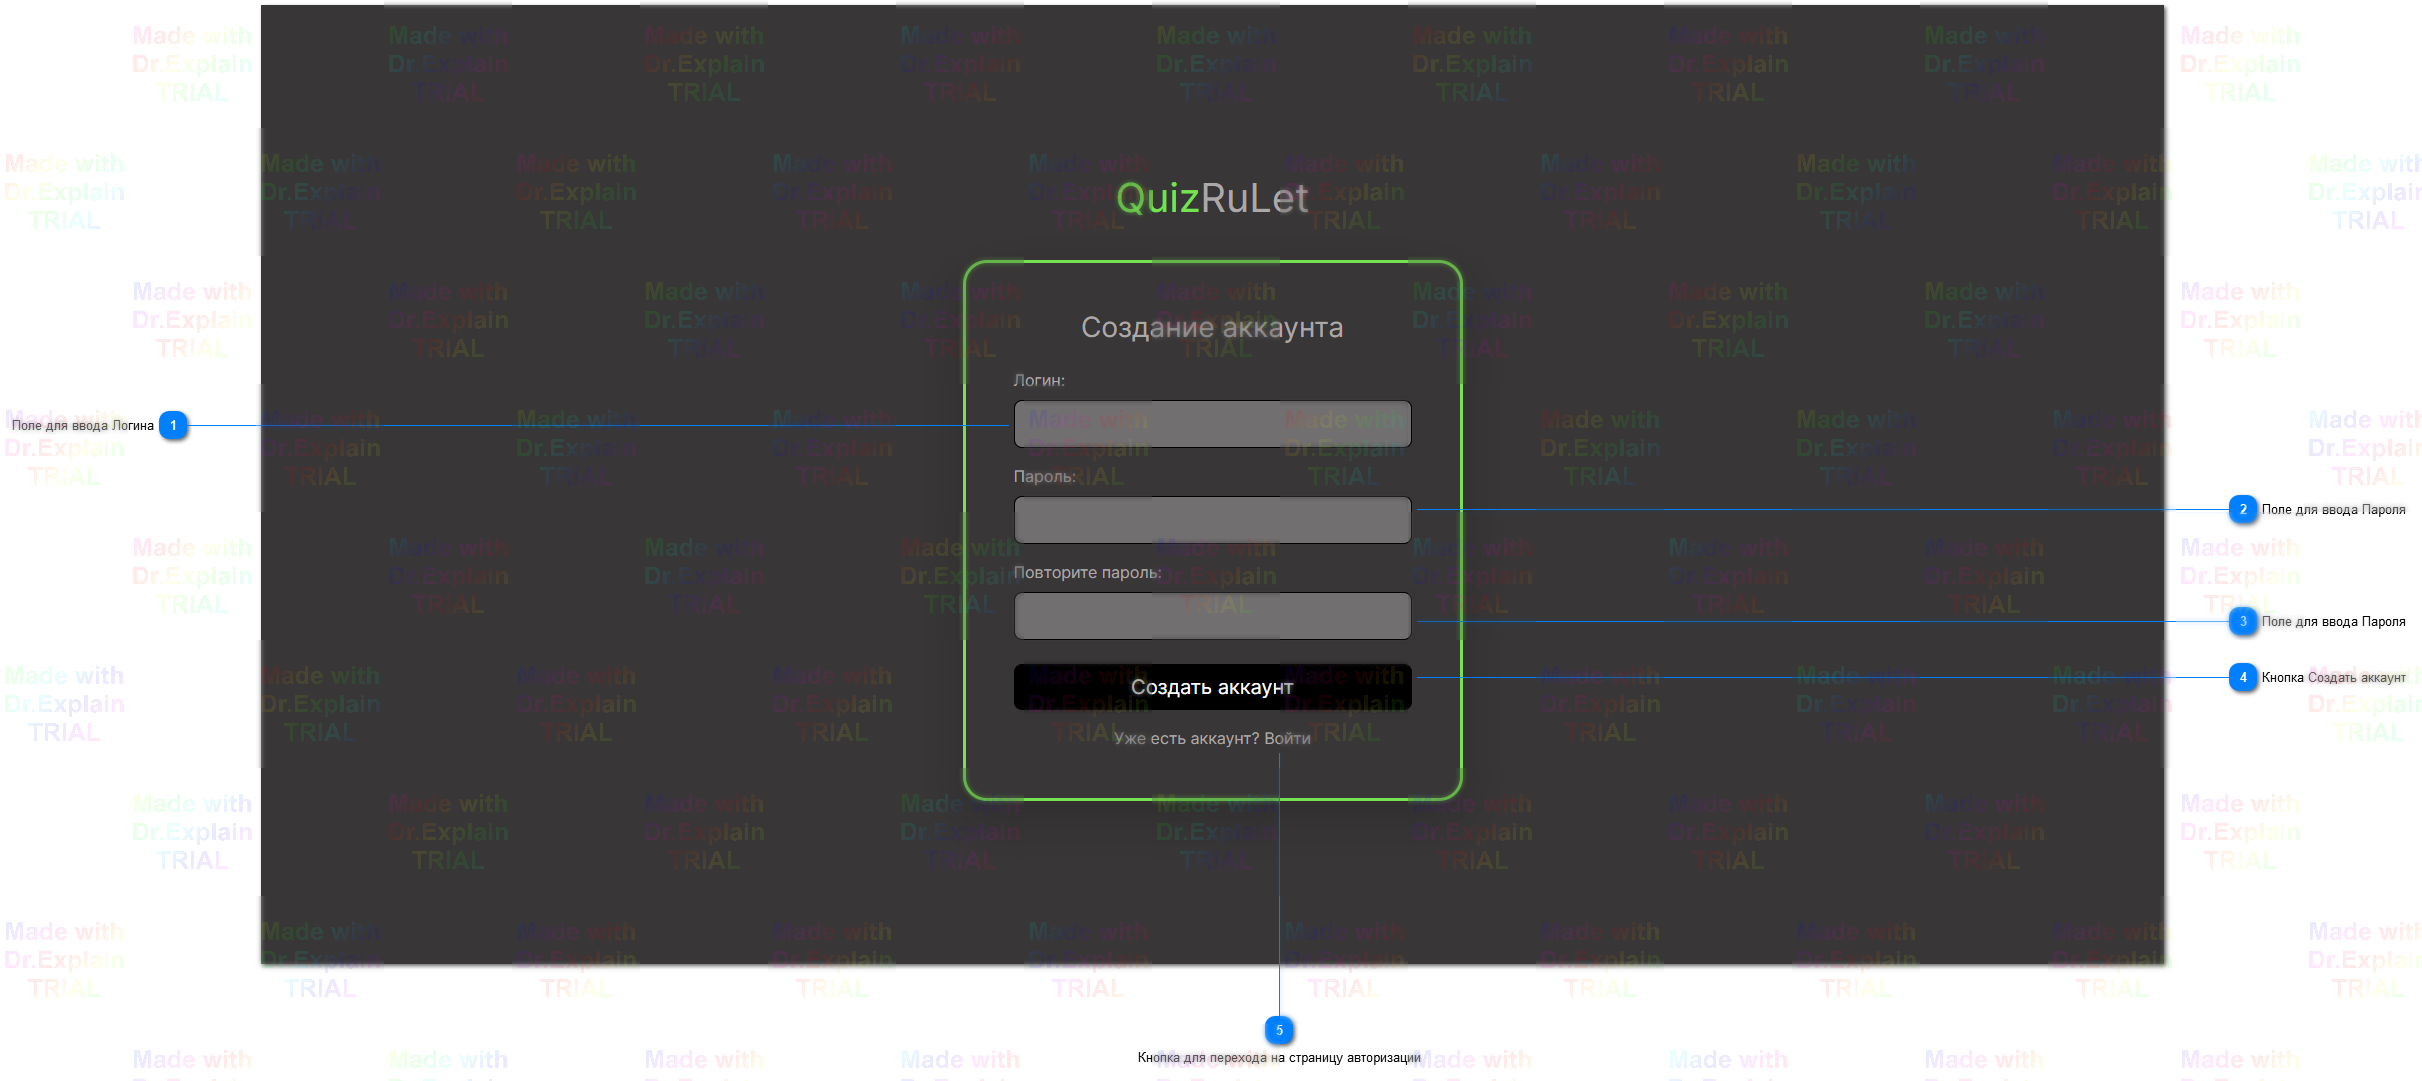 QuizRuLet
Создание аккаунта
Логин:
Поле для ввода Логина 1
Пароль:
2 Поле для ввода Пароля
Повторите пароль:
3 Поле для ввода Пароля
Создать аккаунт
4 Кнопка Создать аккаунт
Уже есть аккаунт? Войти
5
Кнопка для перехода на страницу авторизации
Made with
Dr.Explain
TRIAL